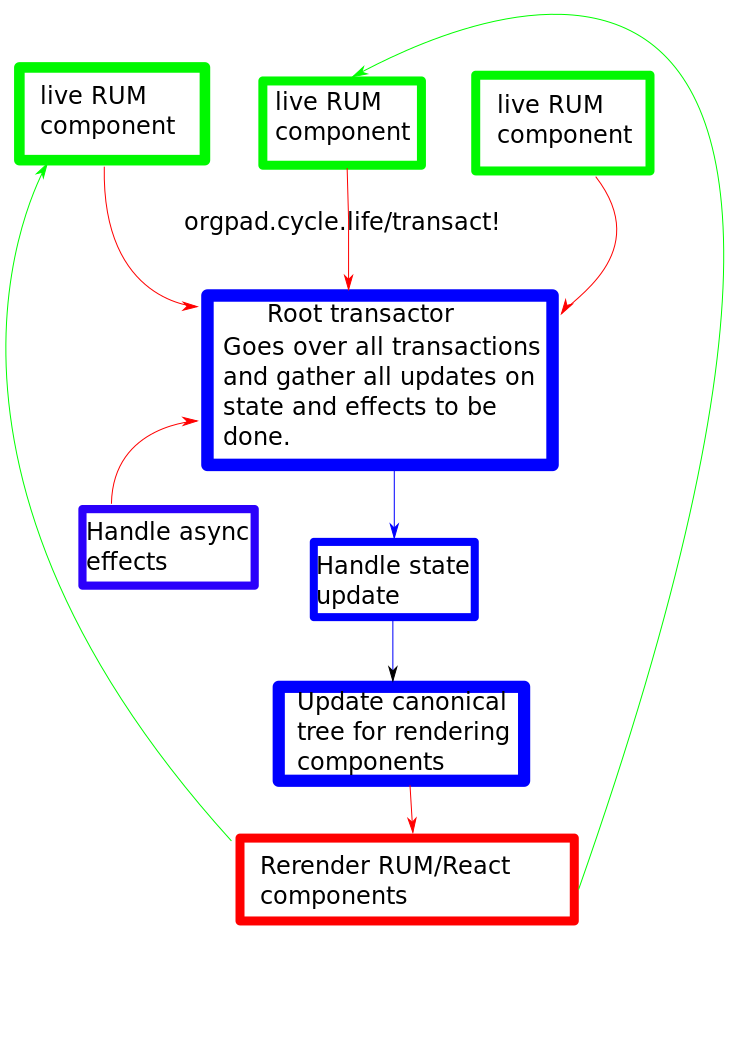 live RUM
component
live RUM
component
live RUM
component
orgpad.cycle.life/transact!
Root transactor
Goes over all transactions
and gather all updates on
state and effects to be
done.
Handle async
effects
Handle state
update
Update canonical
tree for rendering
components
Rerender RUM/React
components